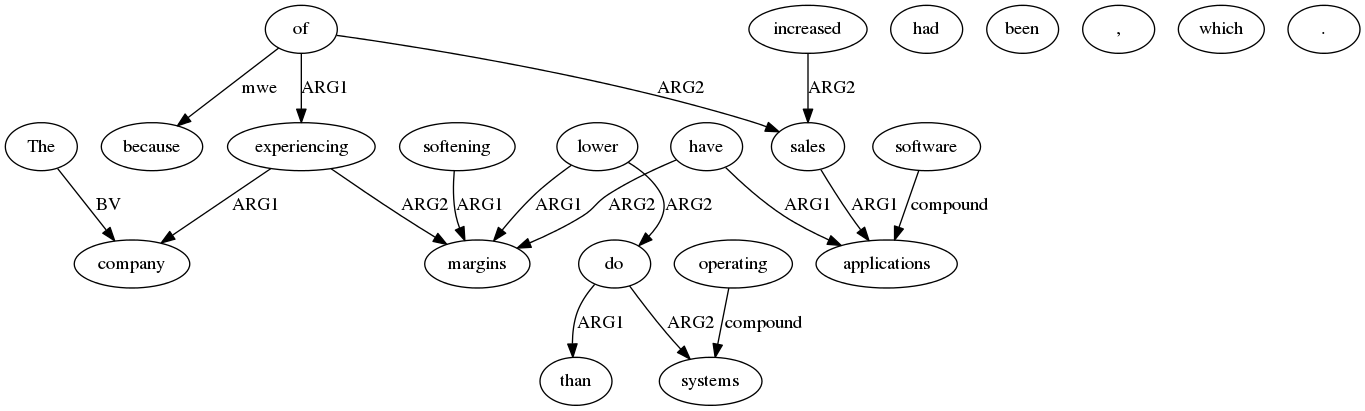 of increased had been , which .
mwe ARG1 ARG2 ARG2
The because experiencing softening lower have sales software
BV ARG1 ARG2 ARG1 ARG1 ARG2 ARG2 ARG1 ARG1 compound
company margins do operating applications
ARG1 ARG2 compound
than systems